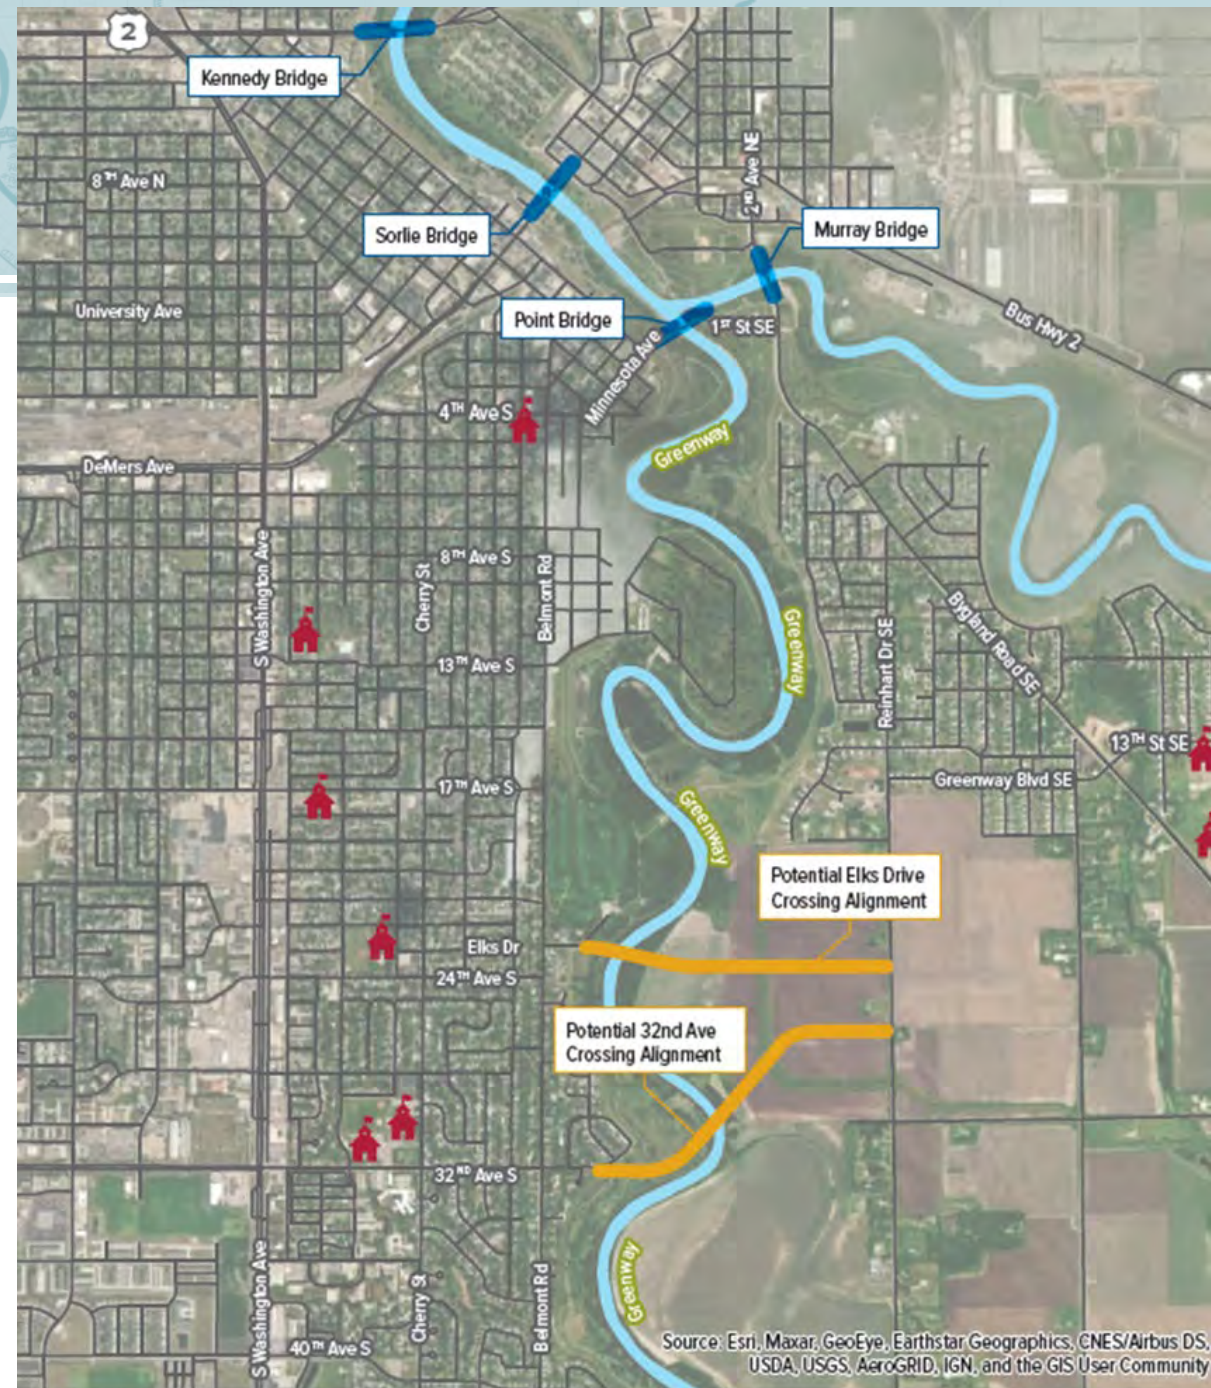 2
Kennedy Bridge
8TH Ave N
2ND Ave NE
Sorlie Bridge
Murray Bridge
University Ave
Point Bridge
1ST St SE
Bus Hwy 2
Minnesota Ave
4TH Ave S
Greenway
DeMers Ave
S Washington Ave
Cherry St
8TH Ave S
Belmont Rd
Greenway
Reinhart Dr SE
Bygland Road SE
13TH Ave S
13TH St SE
17TH Ave S
Greenway Blvd SE
Greenway
Potential Elks Drive
Crossing Alignment
Elks Dr
24TH Ave S
Potential 32nd Ave
Crossing Alignment
32ND Ave S
S Washington Ave
Cherry St
Belmont Rd
Greenway
40TH Ave S
Source: Esri, Maxar, GeoEye, Earthstar Geographics, CNES/Airbus DS,
USDA, USGS, AeroGRID, IGN, and the GIS User Community